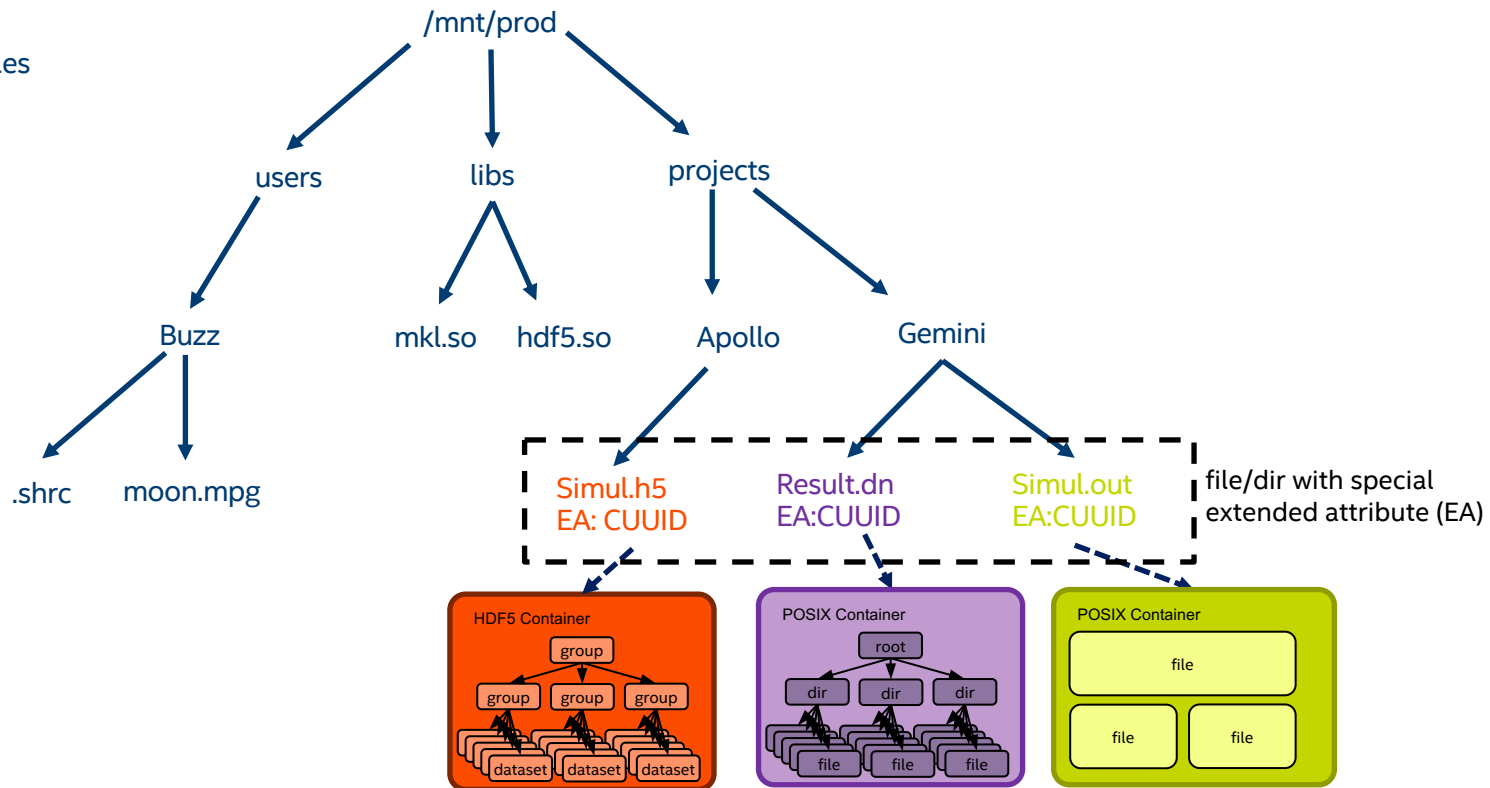 /mnt/prod
les
users
libs
projects
Buzz
mkl.so
hdf5.so
Apollo
Gemini
.shrc
moon.mpg
Simul.h5
EA: CUUID
Result.dn
EA:CUUID
Simul.out
EA:CUUID
file/dir with special
extended attribute (EA)
HDF5 Container
group
group
group
group
dataset
dataset
dataset
POSIX Container
root
dir
dir
dir
file
file
file
POSIX Container
file
file
file